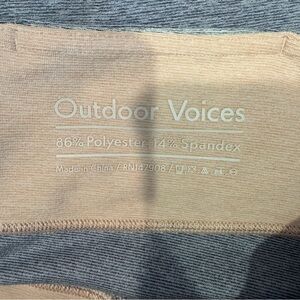 Outdoor Voices
86% Polyester 14% Spandex
Made in China / RN147908 /